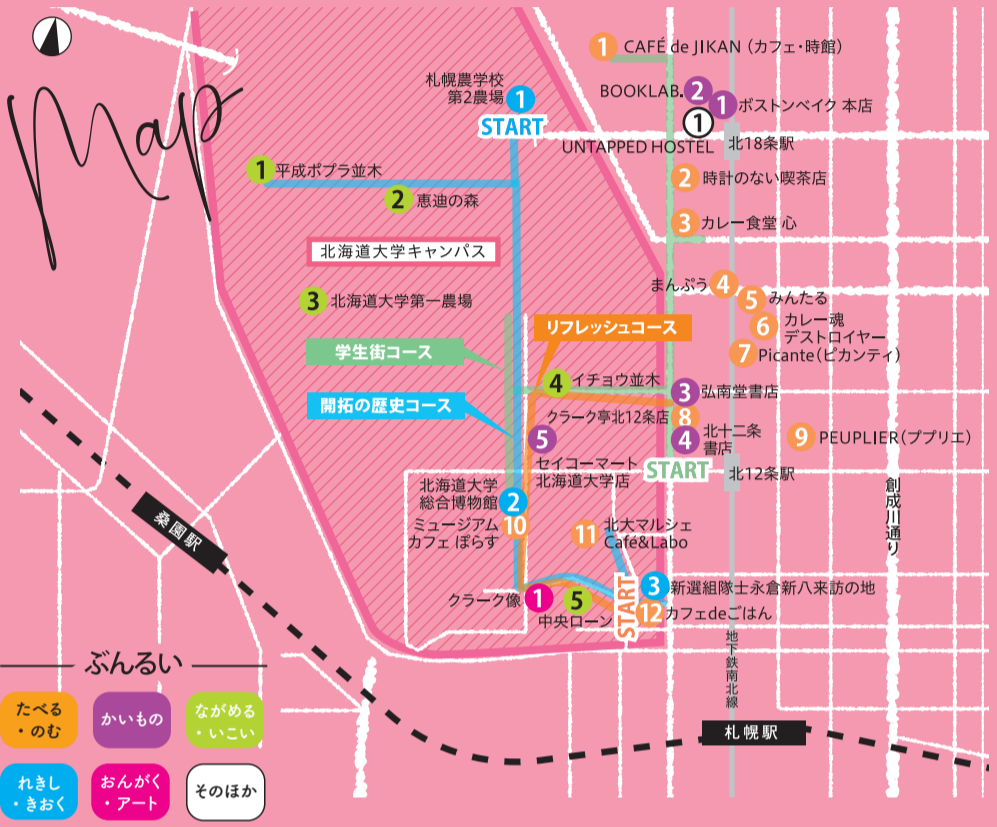 Map
1 CAFÉ de JIKAN（カフェ・時館）
札幌農学校
第2農場
1
START
BOOKLAB. 2
1 ボストンベイク 本店
1
UNTAPPED HOSTEL
北18条駅
1 平成ポプラ並木
2 恵迪の森
2 時計のない喫茶店
3 カレー食堂 心
北海道大学キャンパス
3 北海道大学第一農場
まんぷう 4
5 みんたる
6 カレー魂
デストロイヤー
7 Picante（ピカンティ）
リフレッシュコース
学生街コース
開拓の歴史コース
4 イチョウ並木
3 弘南堂書店
クラーク亭北12条店 8
4 北十二条
書店
START
9 PEUPLIER（ププリエ）
5
セイコーマート
北海道大学店
北12条駅
創成川通り
北海道大学
総合博物館 2
ミュージアム
カフェ ぽらす 10
11 北大マルシェ
Café&Labo
桑園駅
クラーク像 1
5
中央ローン
START
3 新選組隊士永倉新八来訪の地
12 カフェdeごはん
地下鉄南北線
札幌駅
ぶんるい
たべる
・のむ
かいもの
ながめる
・いこい
れきし
・きおく
おんがく
・アート
そのほか